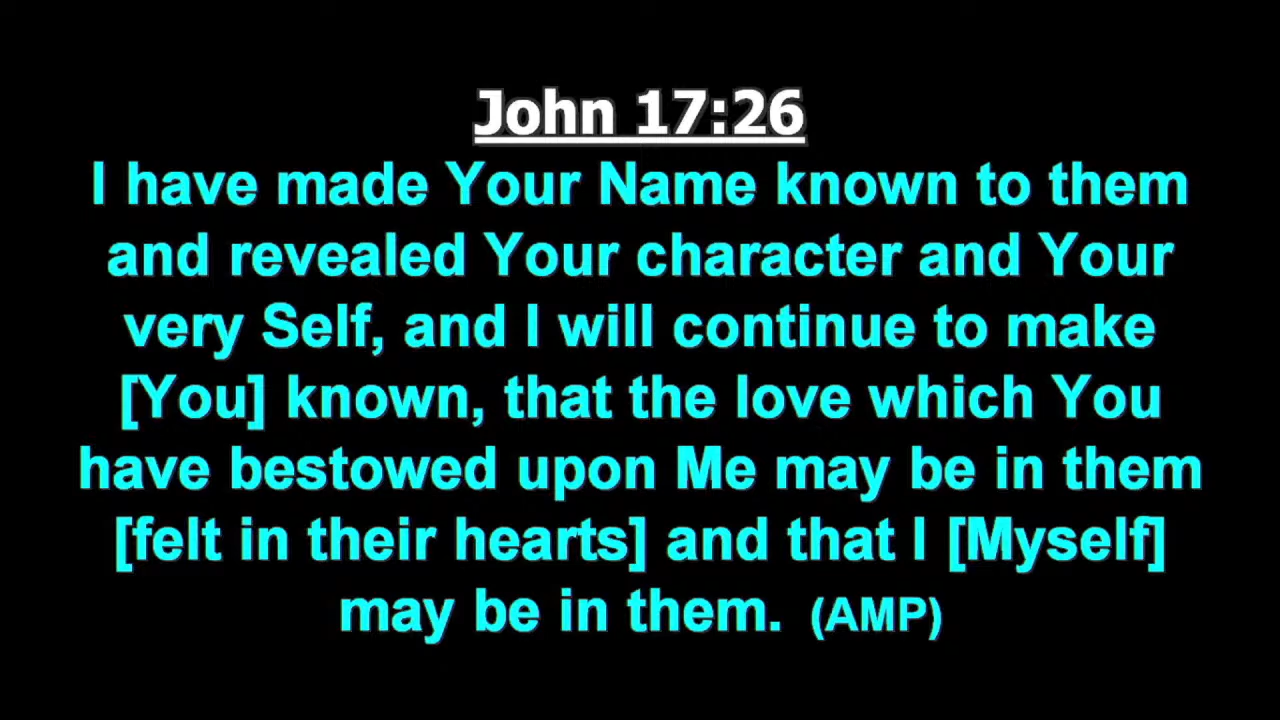 John 17:26
I have made Your Name known to them
and revealed Your character and Your
very Self, and I will continue to make
[You] known, that the love which You
have bestowed upon Me may be in them
[felt in their hearts] and that I [Myself]
may be in them. (AMP)